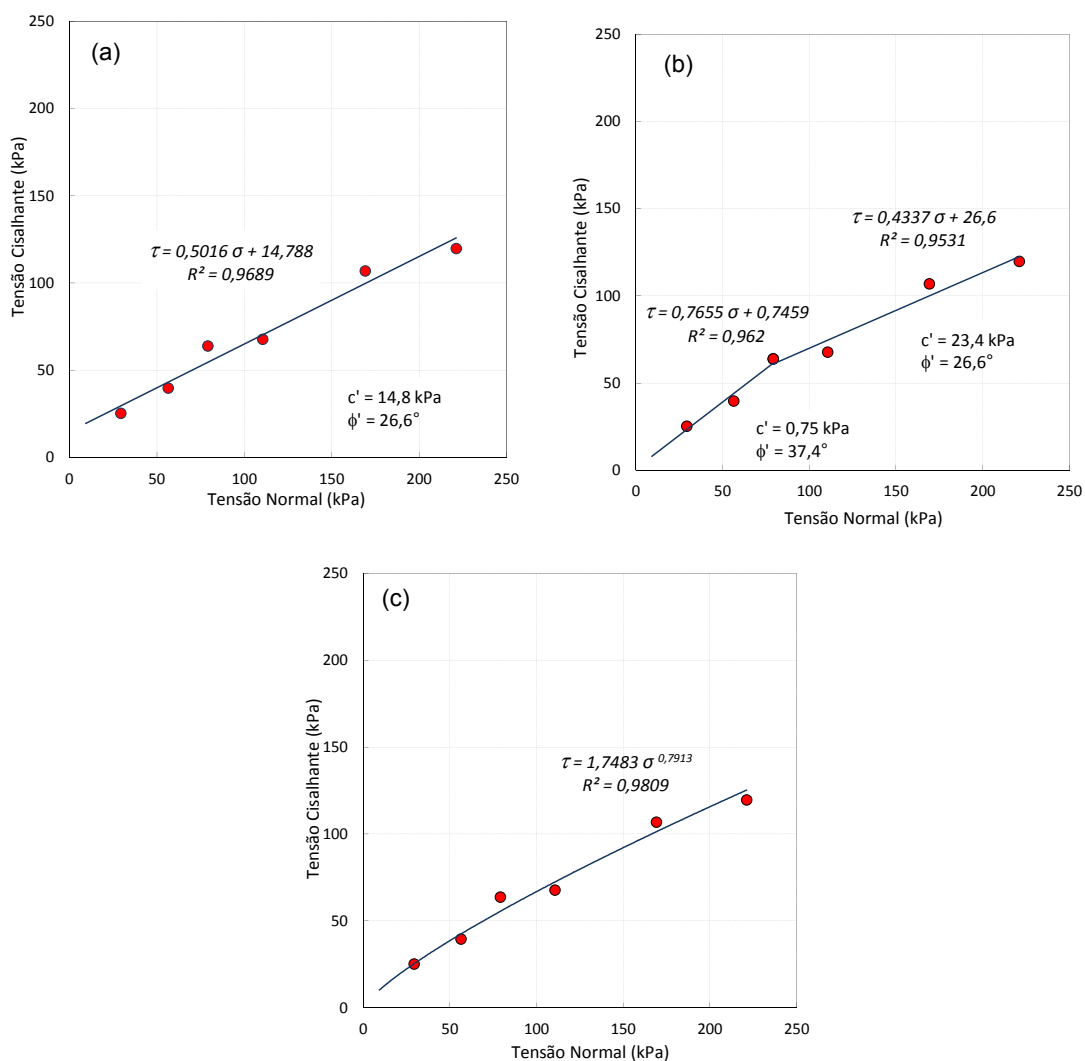 (a)
Tensão Cisalhante (kPa)
250
200
150
100
50
0
τ = 0,5016 σ + 14,788
R² = 0,9689
c' = 14,8 kPa
ϕ' = 26,6°
0 50 100 150 200 250
Tensão Normal (kPa)
(b)
Tensão Cisalhante (kPa)
250
200
150
100
50
0
τ = 0,4337 σ + 26,6
R² = 0,9531
τ = 0,7655 σ + 0,7459
R² = 0,962
c' = 23,4 kPa
ϕ' = 26,6°
c' = 0,75 kPa
ϕ' = 37,4°
0 50 100 150 200 250
Tensão Normal (kPa)
(c)
Tensão Cisalhante (kPa)
250
200
150
100
50
0
τ = 1,7483 σ ^0,7913
R² = 0,9809
0 50 100 150 200 250
Tensão Normal (kPa)